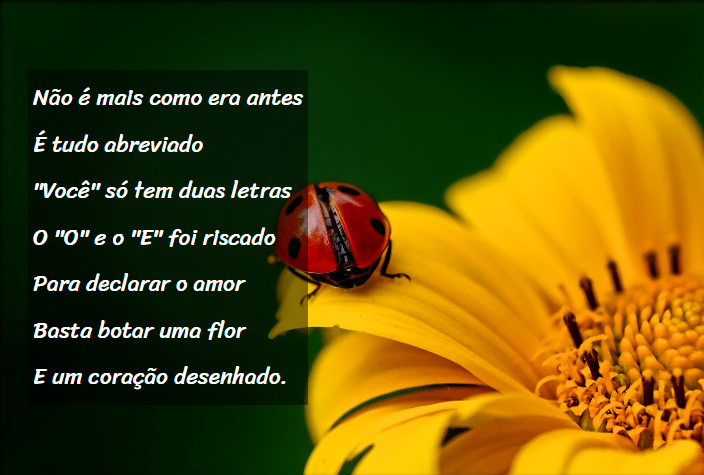 Não é mais como era antes
É tudo abreviado
"Você" só tem duas letras
O "O" e o "E" foi riscado
Para declarar o amor
Basta botar uma flor
E um coração desenhado.